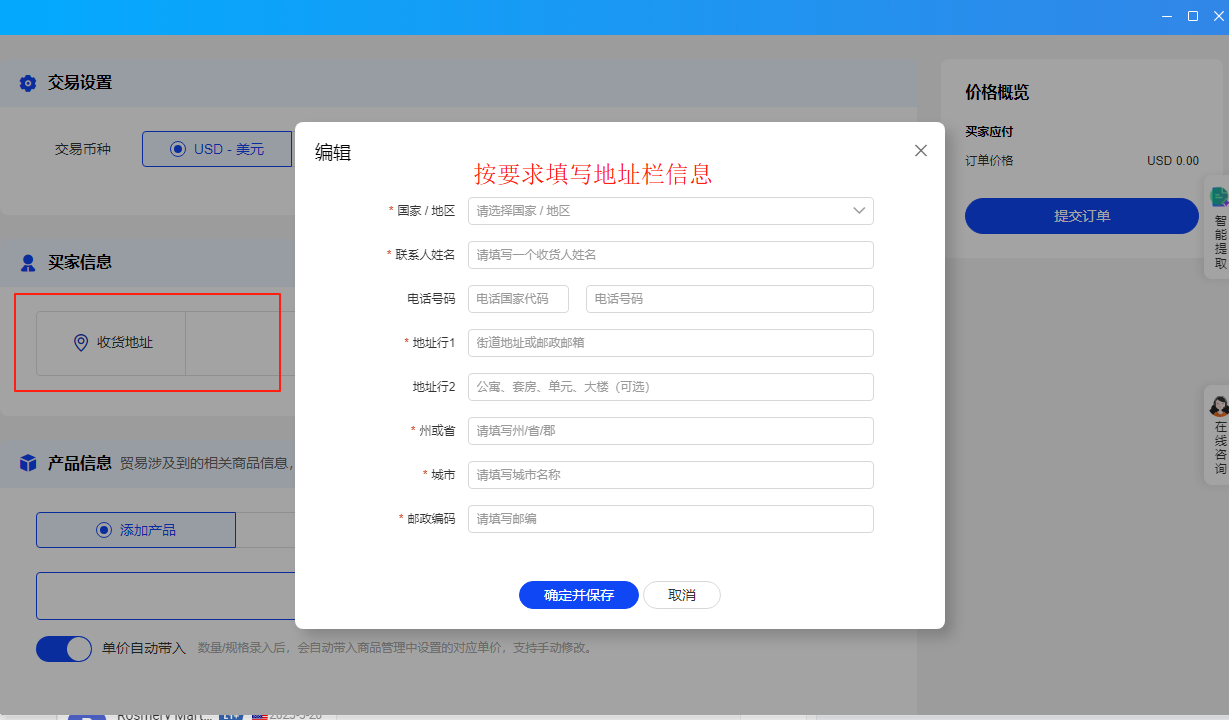 交易设置
交易币种
USD - 美元
买家信息
收货地址
产品信息 贸易涉及到的相关商品信息，
添加产品
单价自动带入 数量/规格录入后，会自动带入商品管理中设置的对应单价，支持手动修改。
编辑
按要求填写地址栏信息
* 国家 / 地区 请选择国家 / 地区
* 联系人姓名 请填写一个收货人姓名
电话号码 电话国家代码 电话号码
* 地址行1 街道地址或邮政邮箱
地址行2 公寓、套房、单元、大楼（可选）
* 州或省 请填写州/省/郡
* 城市 请填写城市名称
* 邮政编码 请填写邮编
确定并保存 取消
价格概览
买家应付
订单价格 USD 0.00
提交订单
智能提取
在线咨询